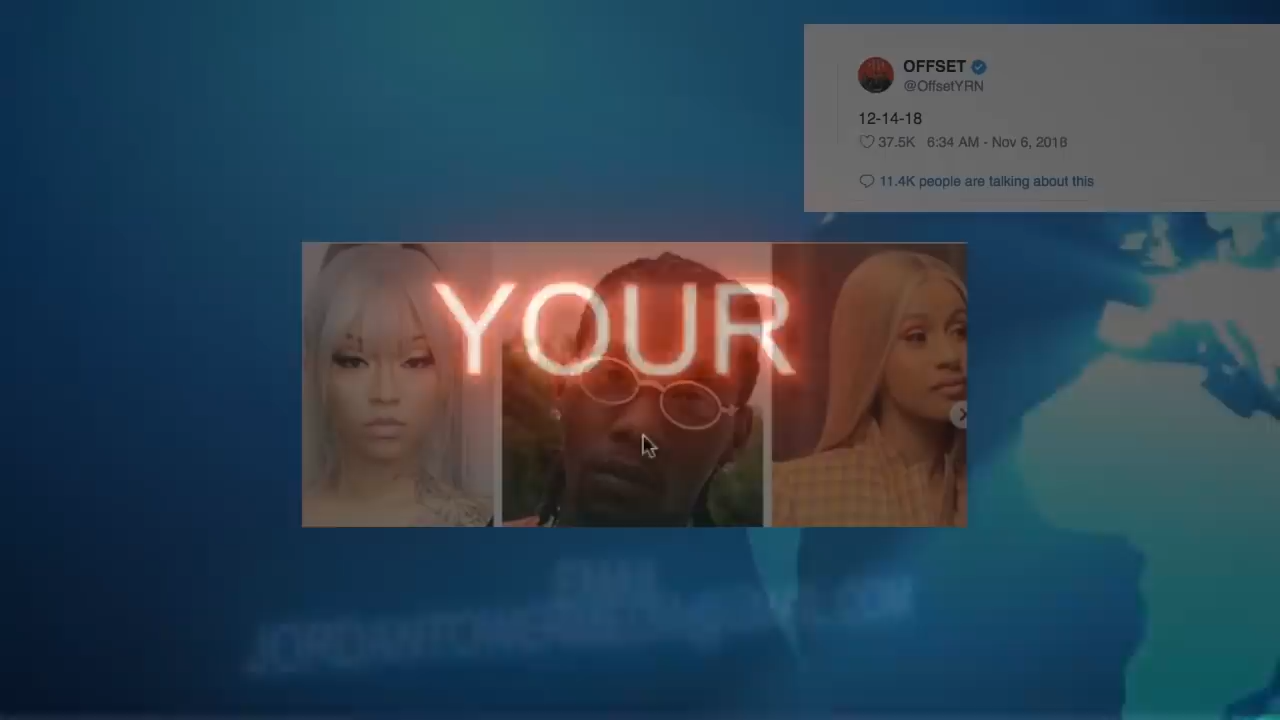 OFFSET
@OffsetYRN
12-14-18
37.5K 6:34 AM - Nov 6, 2018
11.4K people are talking about this
YOUR
EMAIL